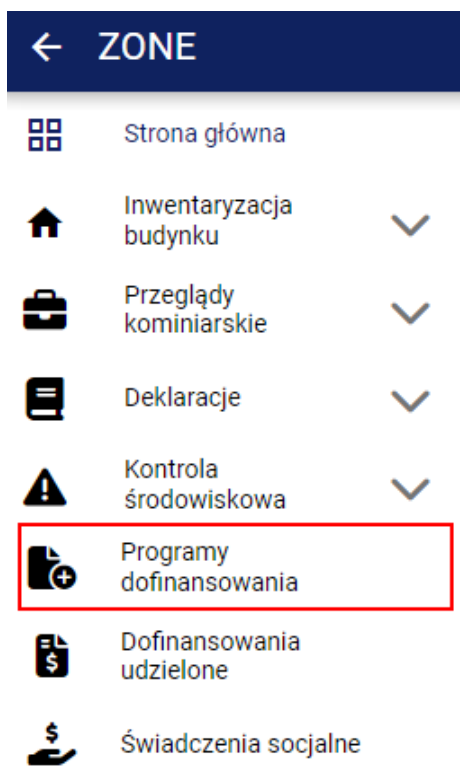 ZONE
Strona główna
Inwentaryzacja
budynku
Przeglądy
kominiarskie
Deklaracje
Kontrola
środowiskowa
Programy
dofinansowania
Dofinansowania
udzielone
Świadczenia socjalne